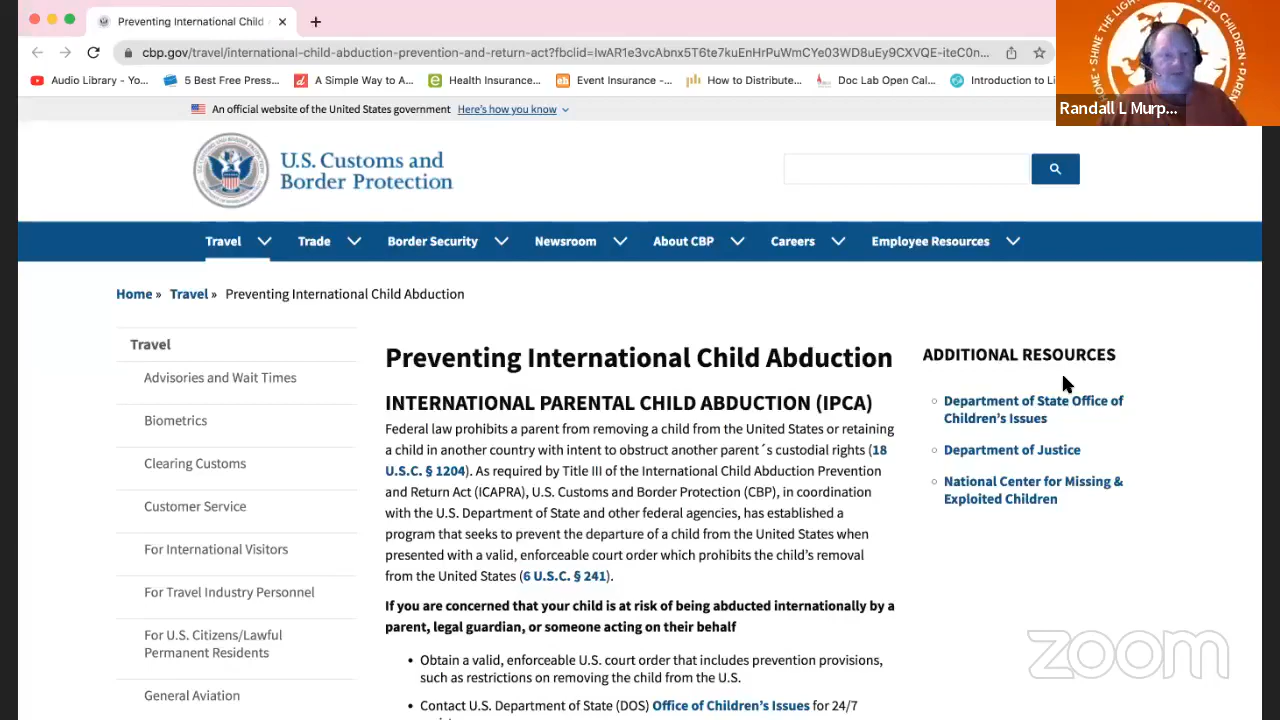 Preventing International Child
cbp.gov/travel/international-child-abduction-prevention-and-return-act?fbclid=IwAR1e3vcAbnx5T6te7kuEnHrPuWmCYe03WD8uEy9CXVQE-iteC0n...
Audio Library - Yo...
5 Best Free Press...
A Simple Way to A...
Health Insurance...
Event Insurance -...
How to Distribute...
Doc Lab Open Cal...
Introduction to Li
HOME • SHINE THE LIGH
CTED CHILDREN • PAREN
Randall L Murp...
An official website of the United States government Here's how you know
U.S. Customs and
Border Protection
Travel Trade Border Security Newsroom About CBP Careers Employee Resources
Home » Travel » Preventing International Child Abduction
Travel
Advisories and Wait Times
Biometrics
Clearing Customs
Customer Service
For International Visitors
For Travel Industry Personnel
For U.S. Citizens/Lawful
Permanent Residents
General Aviation
Preventing International Child Abduction
INTERNATIONAL PARENTAL CHILD ABDUCTION (IPCA)
Federal law prohibits a parent from removing a child from the United States or retaining
a child in another country with intent to obstruct another parent´s custodial rights (18
U.S.C. § 1204). As required by Title III of the International Child Abduction Prevention
and Return Act (ICAPRA), U.S. Customs and Border Protection (CBP), in coordination
with the U.S. Department of State and other federal agencies, has established a
program that seeks to prevent the departure of a child from the United States when
presented with a valid, enforceable court order which prohibits the child's removal
from the United States (6 U.S.C. § 241).
If you are concerned that your child is at risk of being abducted internationally by a
parent, legal guardian, or someone acting on their behalf
• Obtain a valid, enforceable U.S. court order that includes prevention provisions,
such as restrictions on removing the child from the U.S.
• Contact U.S. Department of State (DOS) Office of Children's Issues for 24/7
ADDITIONAL RESOURCES
Department of State Office of
Children's Issues
Department of Justice
National Center for Missing &
Exploited Children
zoom